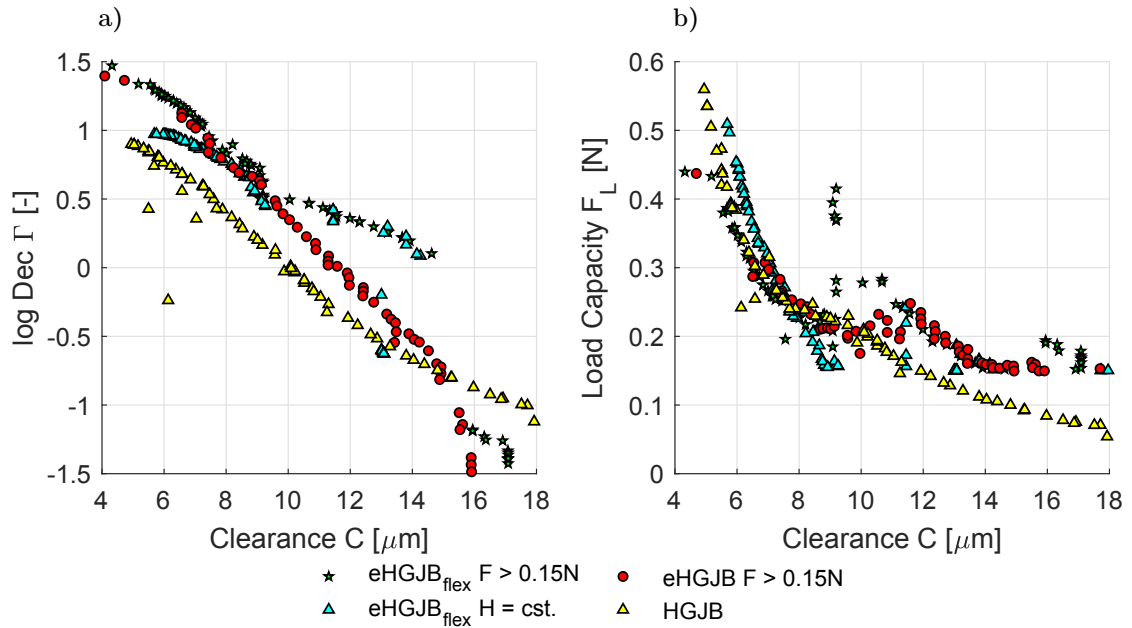 a)
b)
1.5
1
0.5
0
-0.5
-1
-1.5
log Dec Γ [-]
4 6 8 10 12 14 16 18
Clearance C [μm]
0.6
0.5
0.4
0.3
0.2
0.1
0
Load Capacity F_L [N]
4 6 8 10 12 14 16 18
Clearance C [μm]
eHGJB_flex F > 0.15N
eHGJB F > 0.15N
eHGJB_flex H = cst.
HGJB